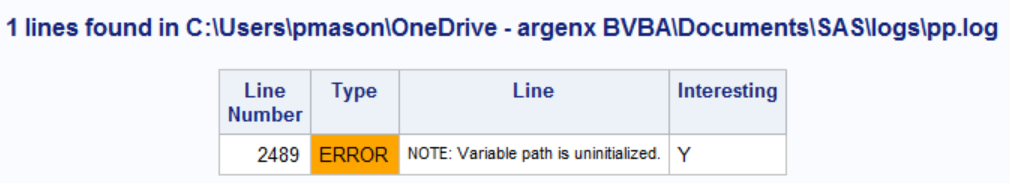 1 lines found in C:\Users\pmason\OneDrive - argenx BVBA\Documents\SAS\logs\pp.log
Line Number Type Line Interesting
2489 ERROR NOTE: Variable path is uninitialized. Y